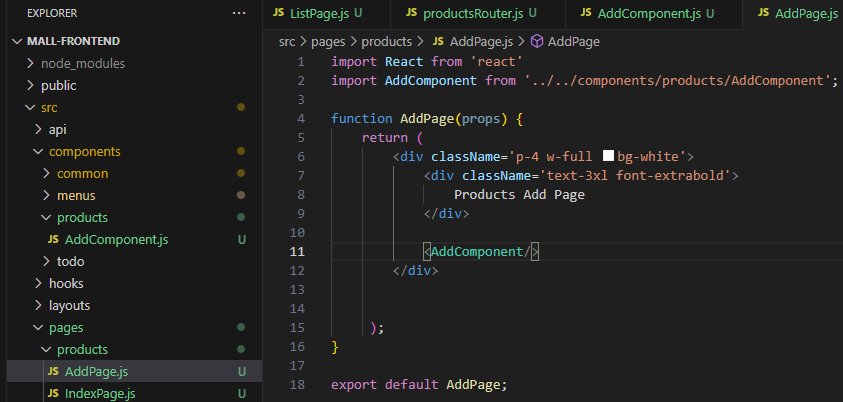 EXPLORER ...
MALL-FRONTEND
node_modules
public
src
api
components
common
menus
products
JS AddComponent.js U
todo
hooks
layouts
pages
products
JS AddPage.js U
JS IndexPage.js U
JS ListPage.js U JS productsRouter.js U JS AddComponent.js U JS AddPage.js
src > pages > products > JS AddPage.js > AddPage
1 import React from 'react'
2 import AddComponent from '../../components/products/AddComponent';
3
4 function AddPage(props) {
5 return (
6 <div className='p-4 w-full bg-white'>
7 <div className='text-3xl font-extrabold'>
8 Products Add Page
9 </div>
10
11 <AddComponent/>
12 </div>
13
14
15 );
16 }
17
18 export default AddPage;